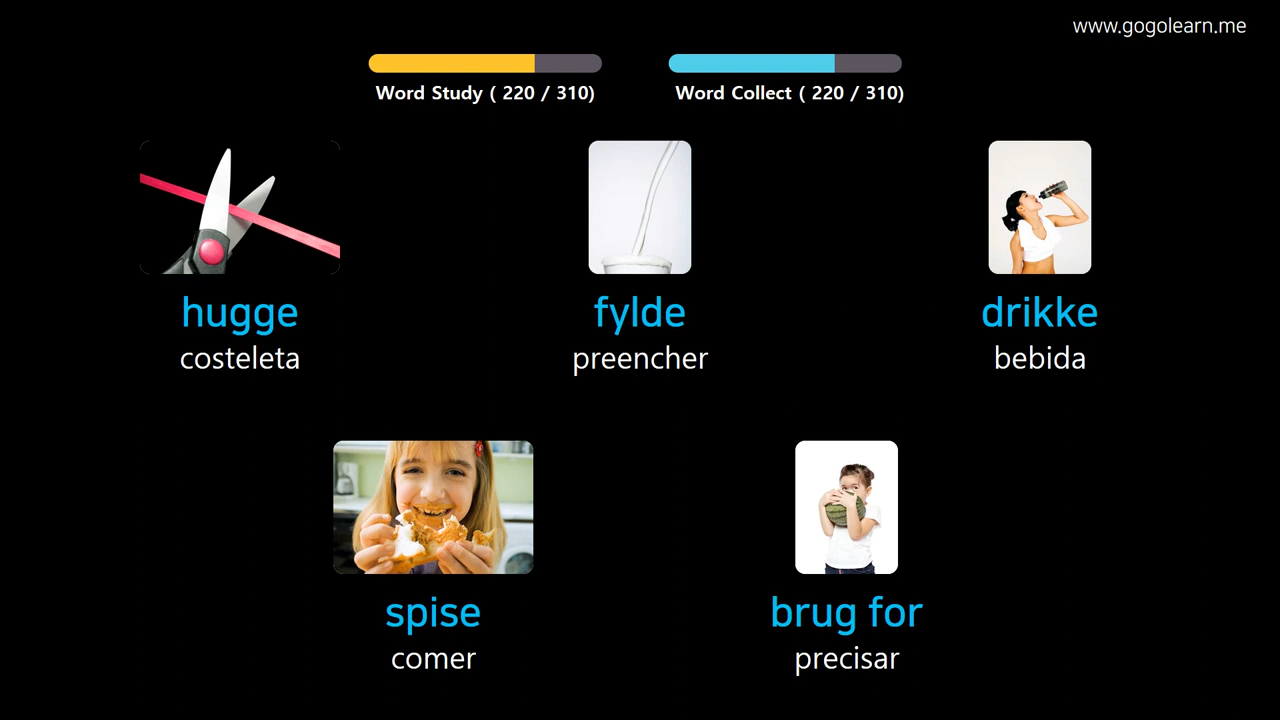 www.gogolearn.me
Word Study ( 220 / 310)
Word Collect ( 220 / 310)
hugge
costeleta
fylde
preencher
drikke
bebida
spise
comer
brug for
precisar